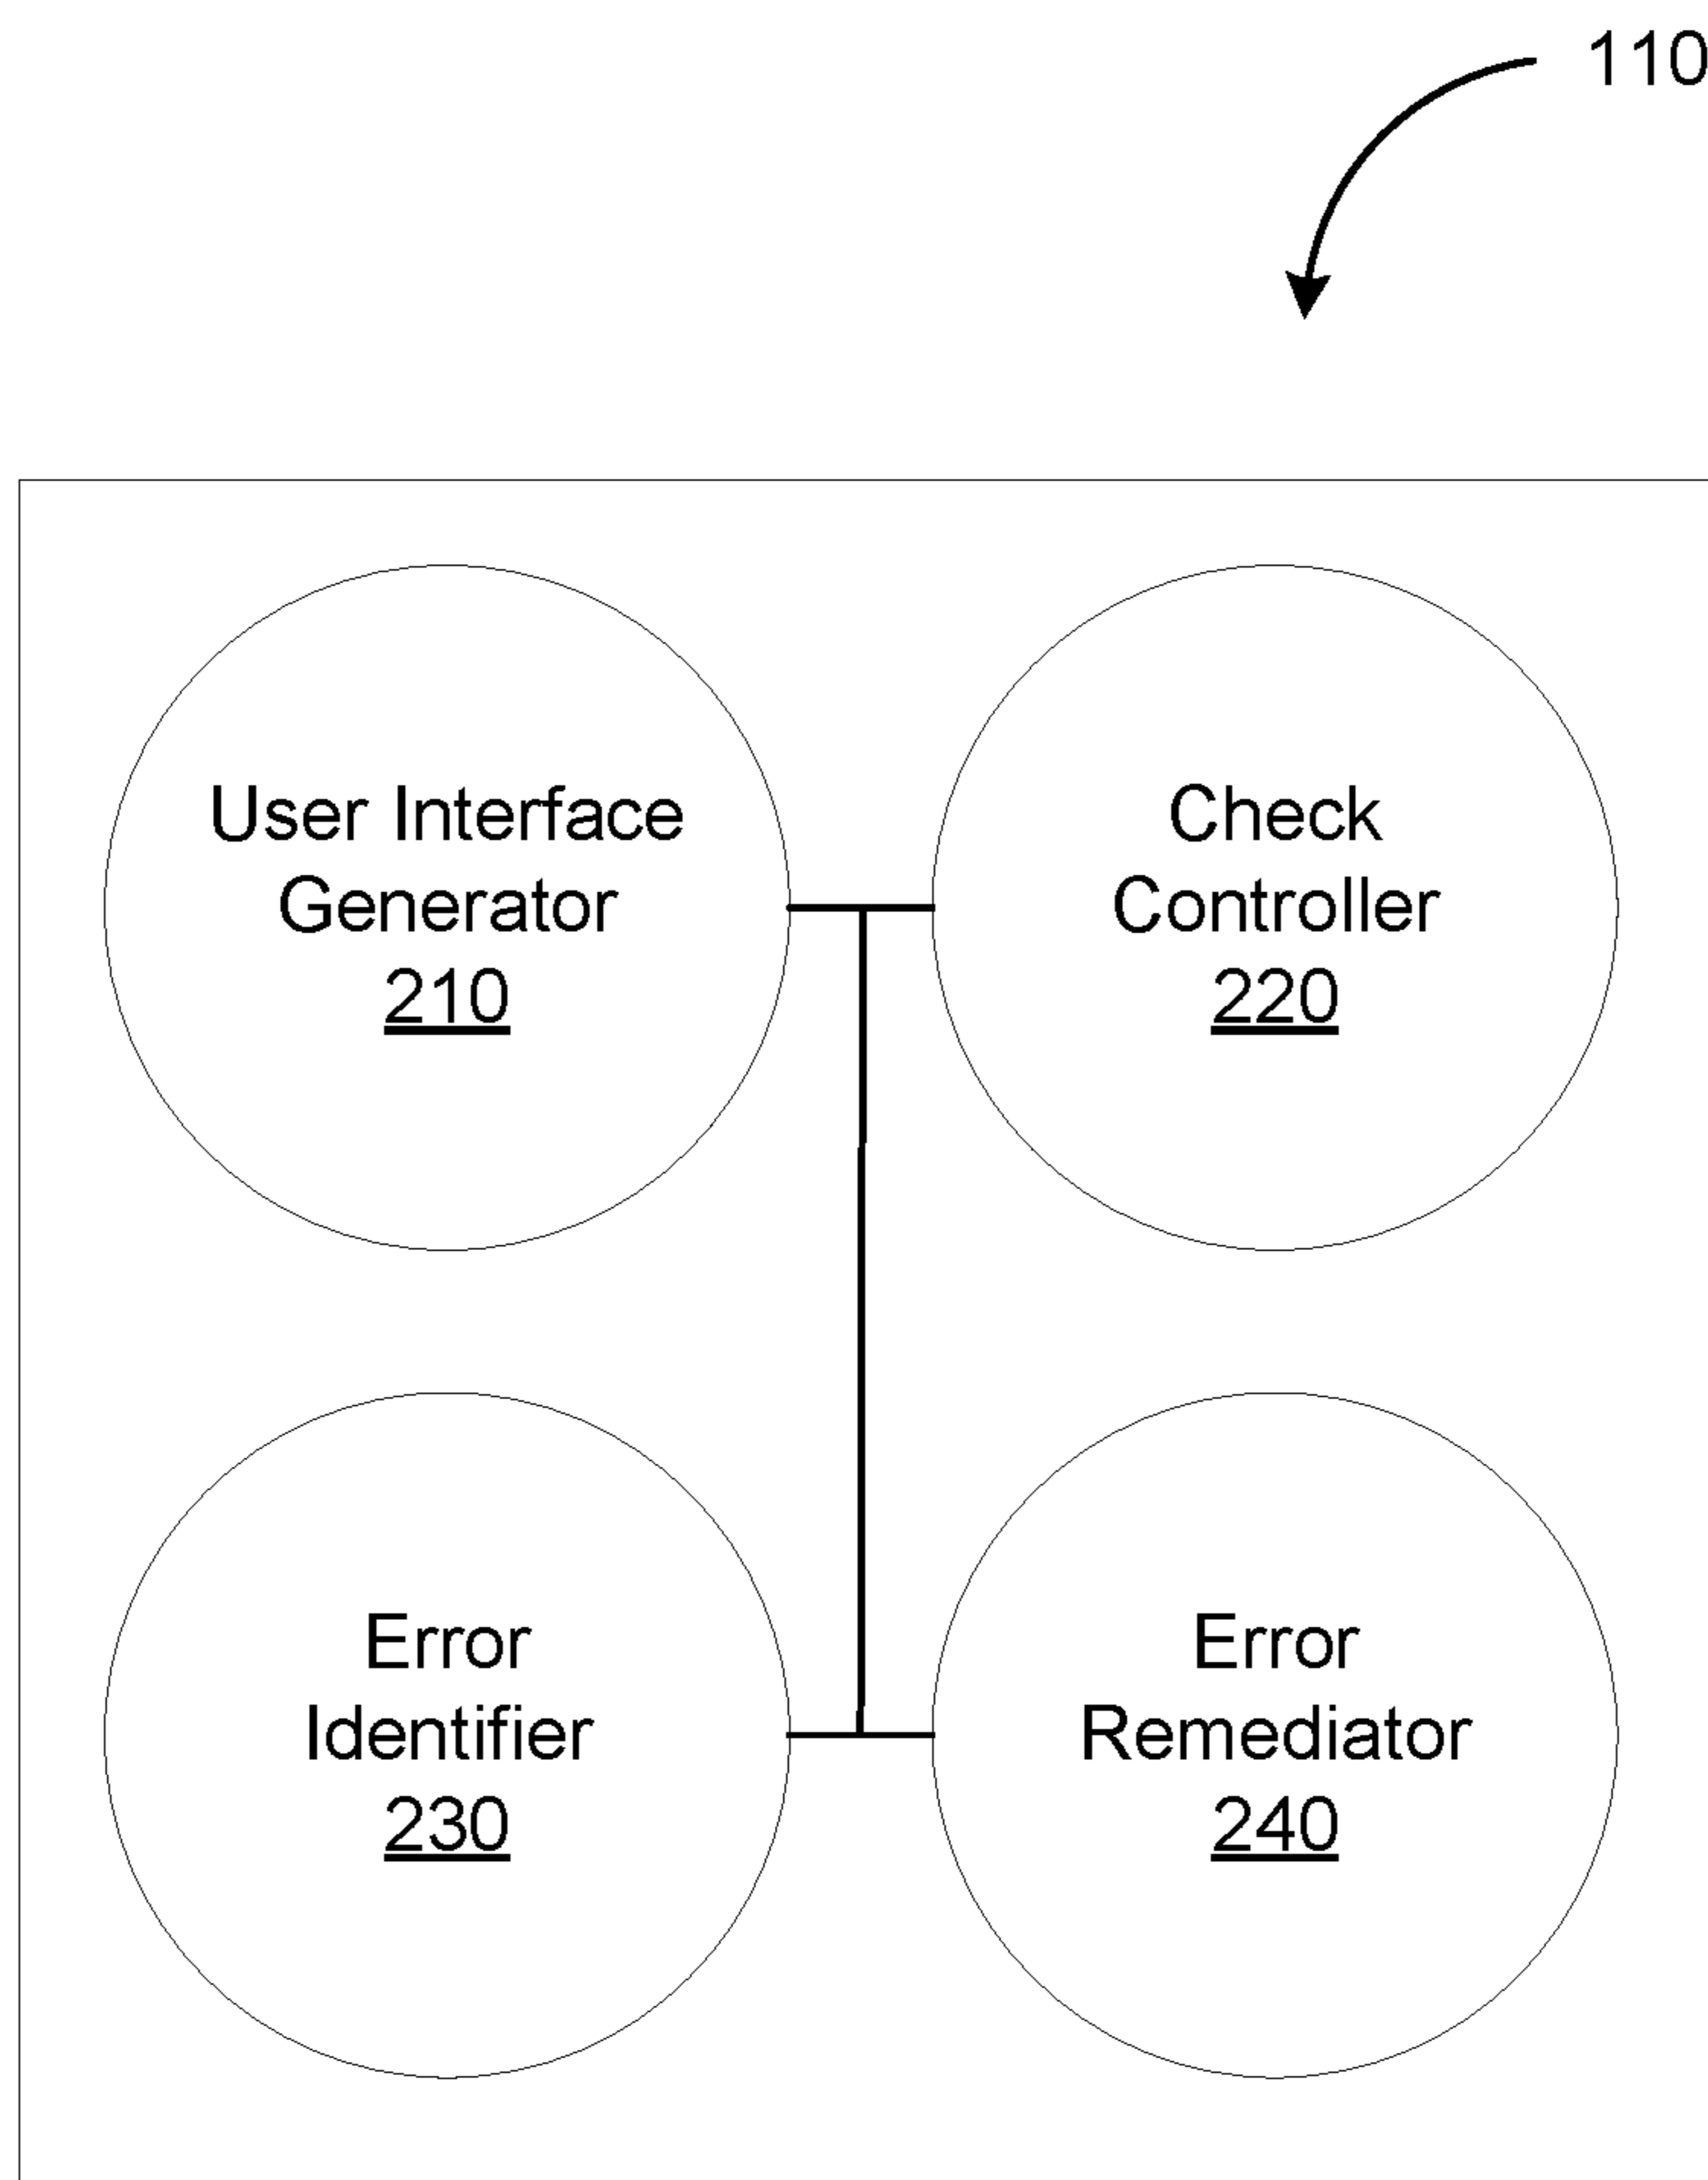 110
User Interface
Generator
210
Check
Controller
220
Error
Identifier
230
Error
Remediator
240